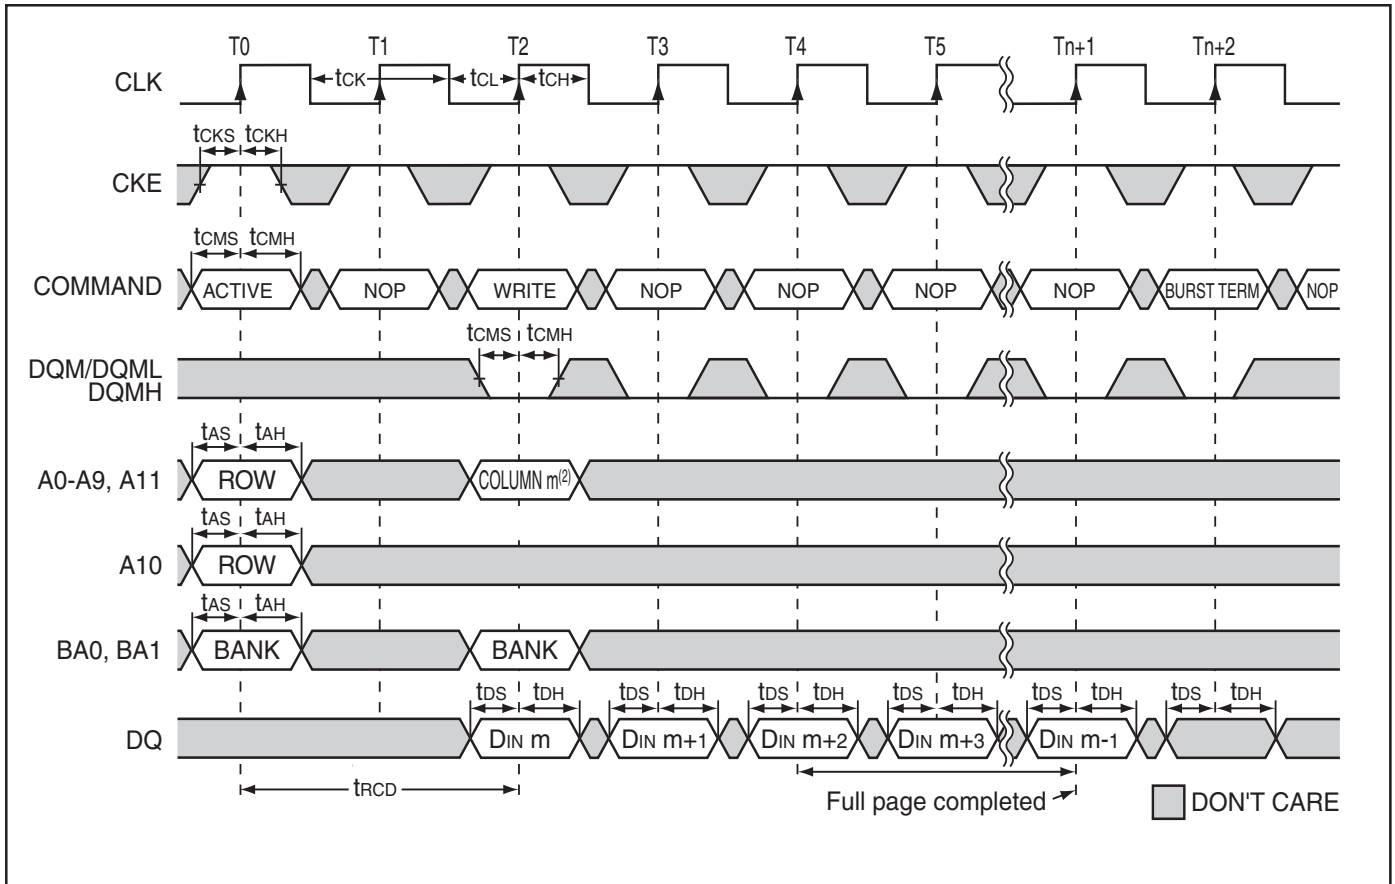 T0 T1 T2 T3 T4 T5 Tn+1 Tn+2
CLK tCK tCL tCH
tCKS tCKH
CKE
tCMS tCMH
COMMAND ACTIVE NOP WRITE NOP NOP NOP NOP BURST TERM NOP
tCMS tCMH
DQM/DQML
DQMH
tAS tAH
A0-A9, A11 ROW COLUMN m(2)
tAS tAH
A10 ROW
tAS tAH
BA0, BA1 BANK BANK
tDS tDH tDS tDH tDS tDH tDS tDH tDS tDH tDS tDH
DQ DIN m DIN m+1 DIN m+2 DIN m+3 DIN m-1
tRCD
Full page completed DON'T CARE